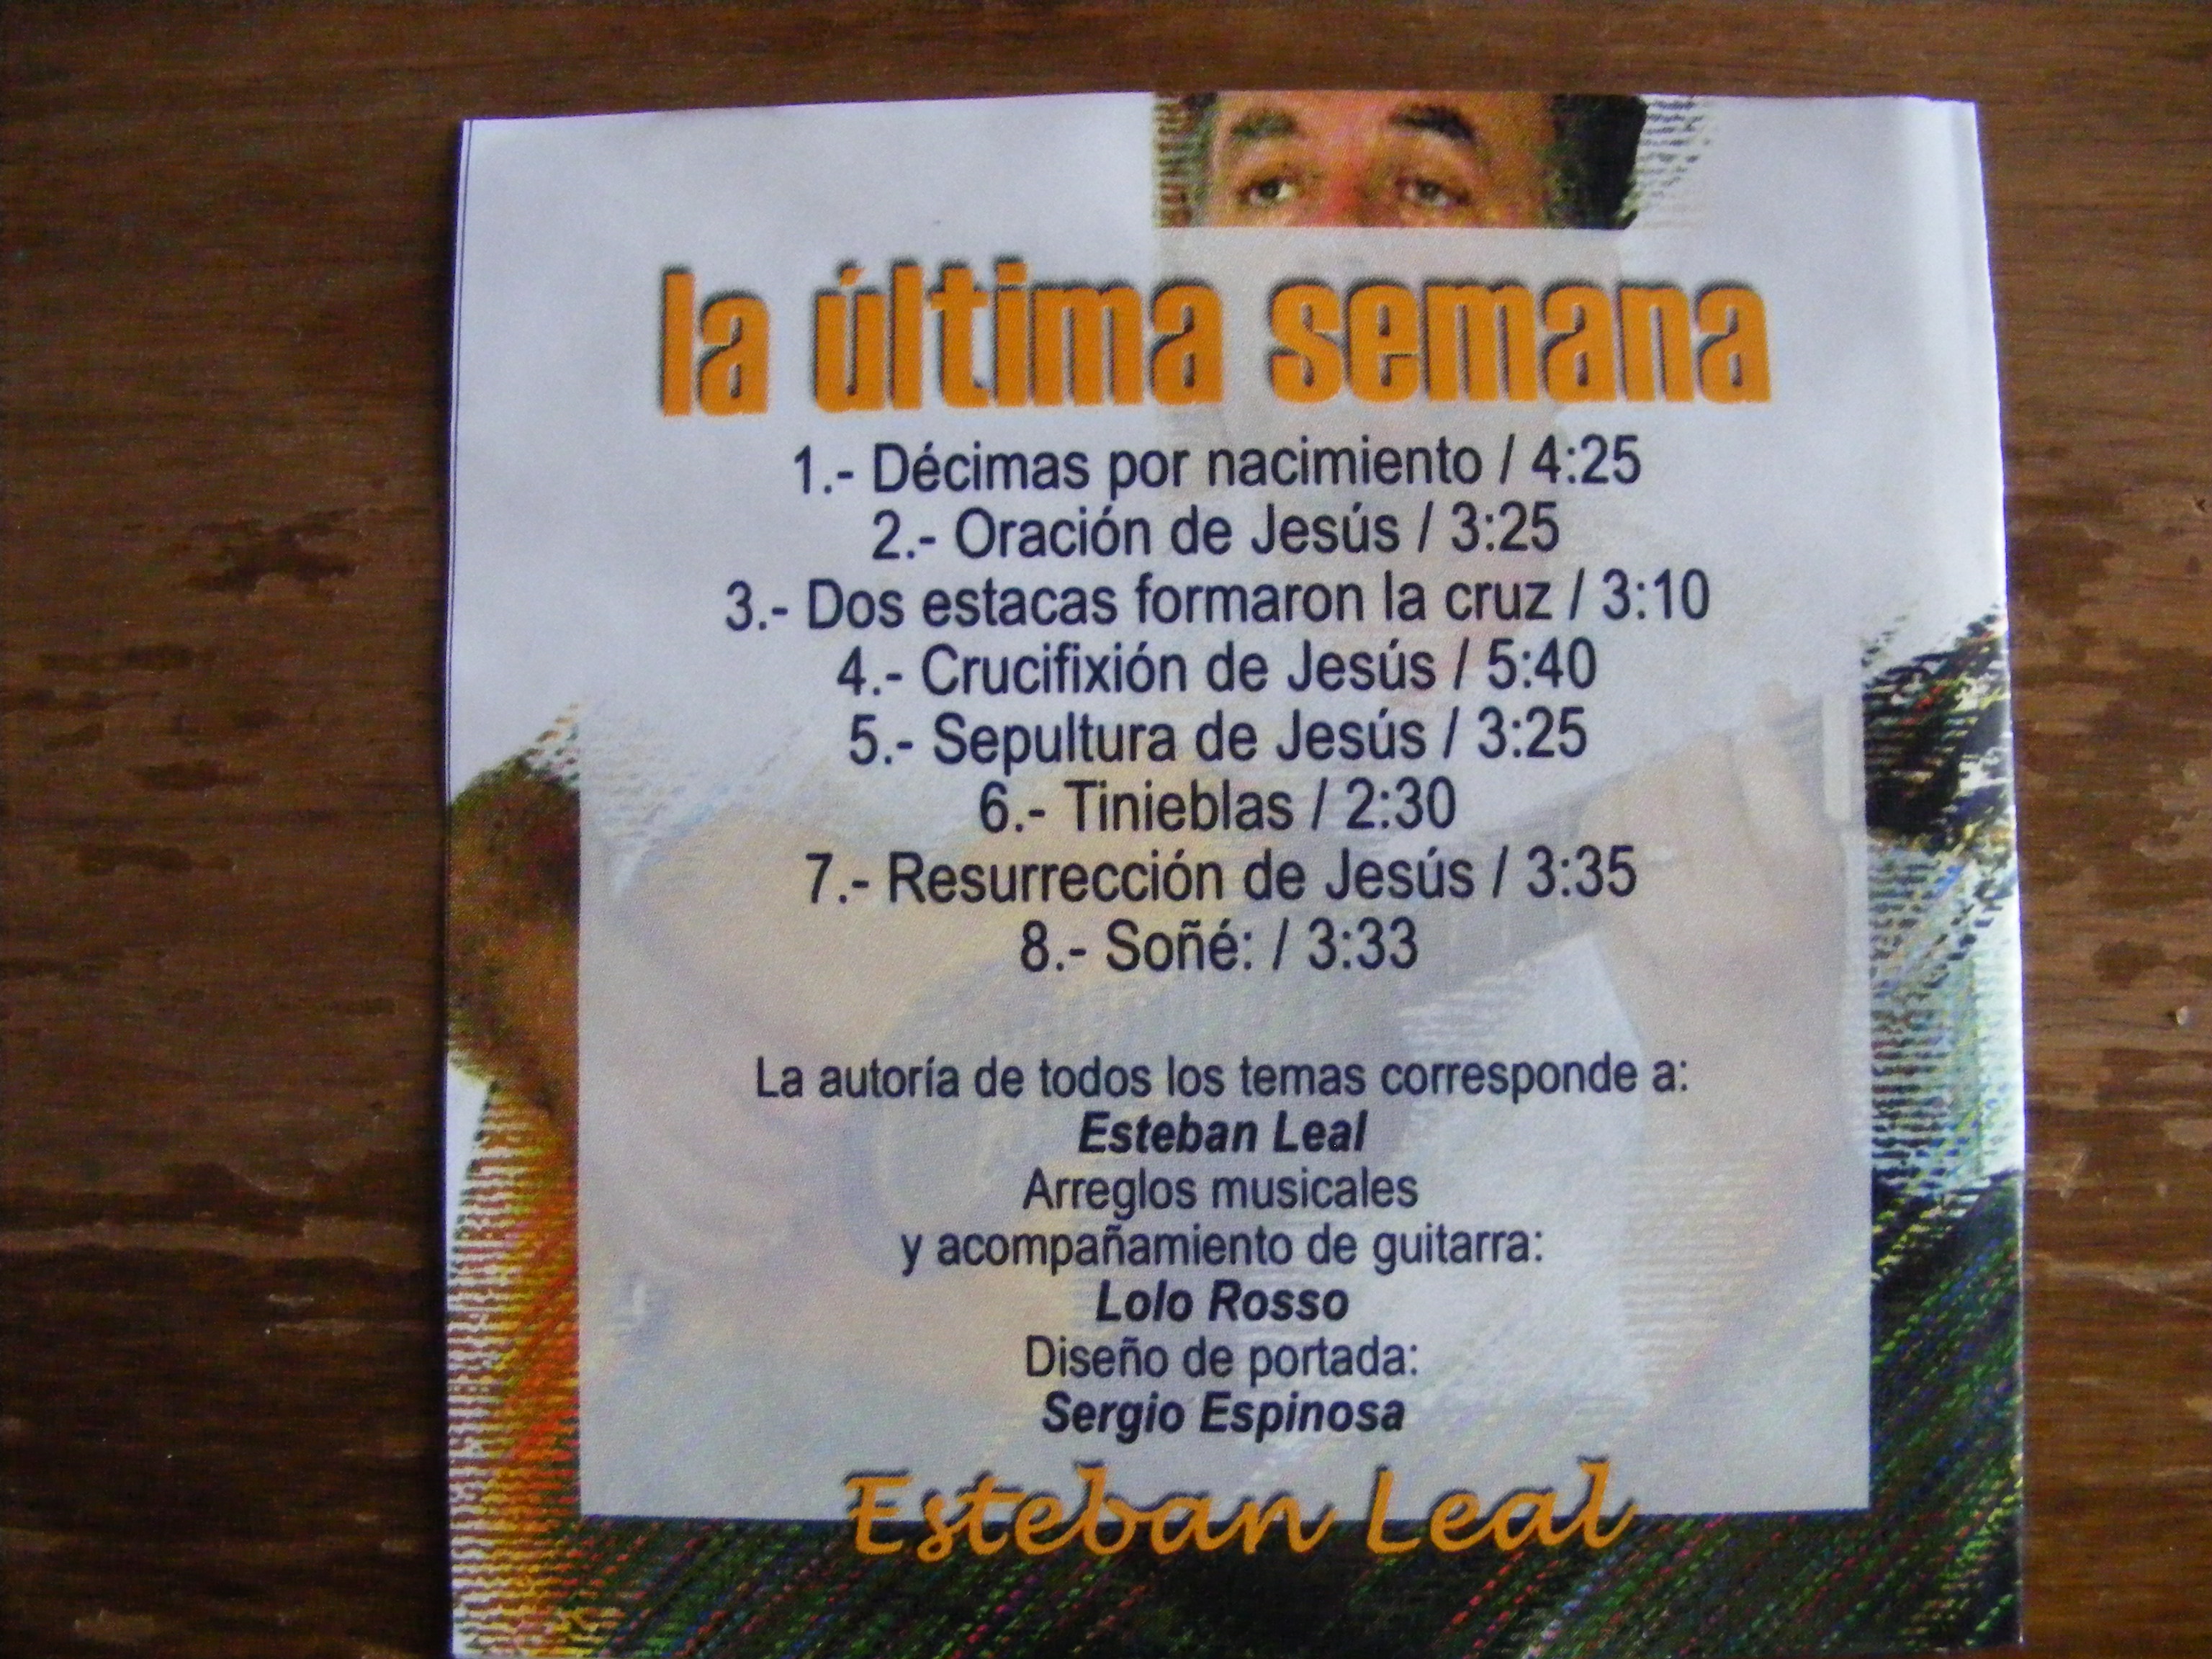 la última semana
1.- Décimas por nacimiento / 4:25
2.- Oración de Jesús / 3:25
3.- Dos estacas formaron la cruz / 3:10
4.- Crucifixión de Jesús / 5:40
5.- Sepultura de Jesús / 3:25
6.- Tinieblas / 2:30
7.- Resurrección de Jesús / 3:35
8.- Soñé: / 3:33
La autoría de todos los temas corresponde a:
Esteban Leal
Arreglos musicales
y acompañamiento de guitarra:
Lolo Rosso
Diseño de portada:
Sergio Espinosa
Esteban Leal